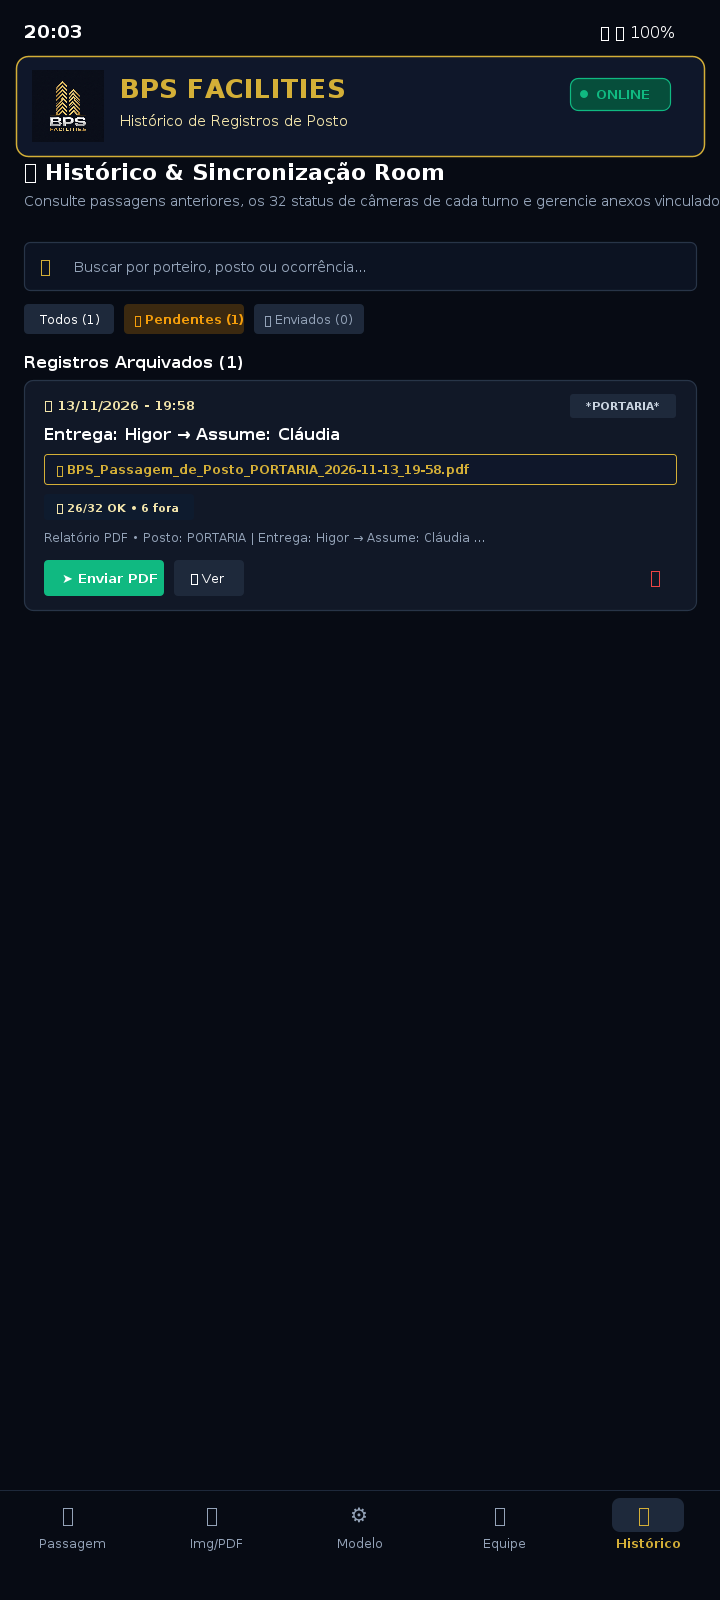 20:03
100%
BPS FACILITIES
ONLINE
BPS
FACILITIES
Histórico de Registros de Posto
Histórico & Sincronização Room
Consulte passagens anteriores, os 32 status de câmeras de cada turno e gerencie anexos vinculado
Buscar por porteiro, posto ou ocorrência...
Todos (1)
Pendentes (1)
Enviados (0)
Registros Arquivados (1)
13/11/2026 - 19:58
*PORTARIA*
Entrega: Higor → Assume: Cláudia
BPS_Passagem_de_Posto_PORTARIA_2026-11-13_19-58.pdf
26/32 OK • 6 fora
Relatório PDF • Posto: PORTARIA | Entrega: Higor → Assume: Cláudia ...
➤ Enviar PDF
Ver
Passagem
Img/PDF
Modelo
Equipe
Histórico